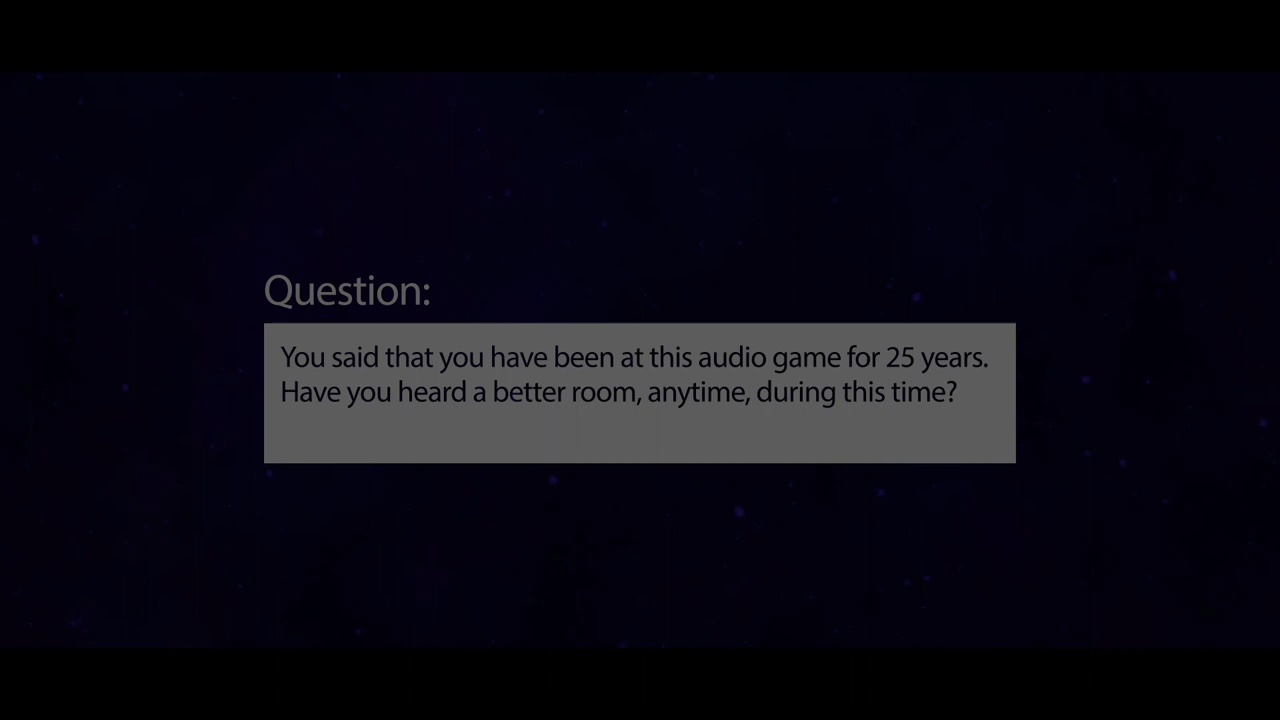 Question:
You said that you have been at this audio game for 25 years.
Have you heard a better room, anytime, during this time?